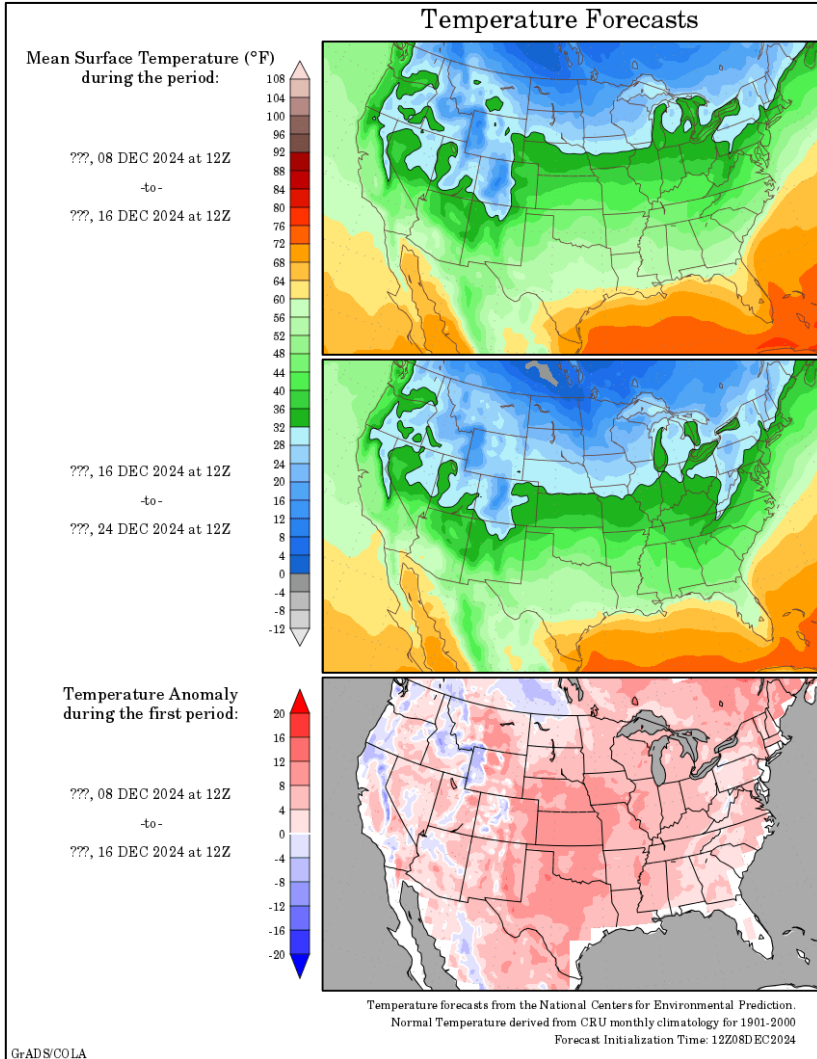 Temperature Forecasts
Mean Surface Temperature (°F)
during the period:
???, 08 DEC 2024 at 12Z
-to-
???, 16 DEC 2024 at 12Z
108
104
100
96
92
88
84
80
76
72
68
64
60
56
52
48
44
40
36
32
28
24
20
16
12
8
4
0
-4
-8
-12
???, 16 DEC 2024 at 12Z
-to-
???, 24 DEC 2024 at 12Z
Temperature Anomaly
during the first period:
???, 08 DEC 2024 at 12Z
-to-
???, 16 DEC 2024 at 12Z
20
16
12
8
4
0
-4
-8
-12
-16
-20
Temperature forecasts from the National Centers for Environmental Prediction.
Normal Temperature derived from CRU monthly climatology for 1901-2000
Forecast Initialization Time: 12Z08DEC2024
GrADS/COLA